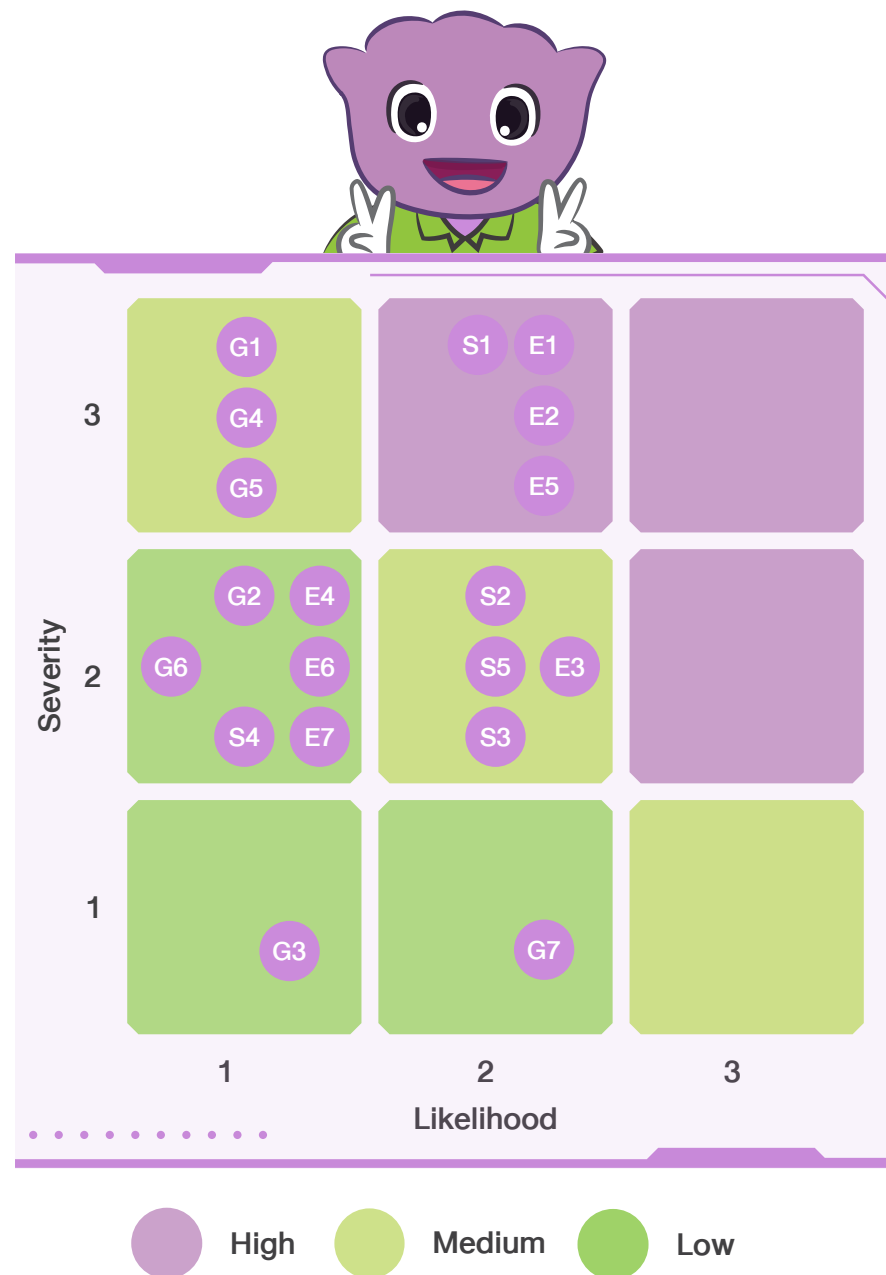 G1
S1 E1
3
G4
E2
G5
E5
G2 E4
S2
Severity
2
G6
E6
S5 E3
S4 E7
S3
1
G3
G7
1
2
3
Likelihood
High
Medium
Low